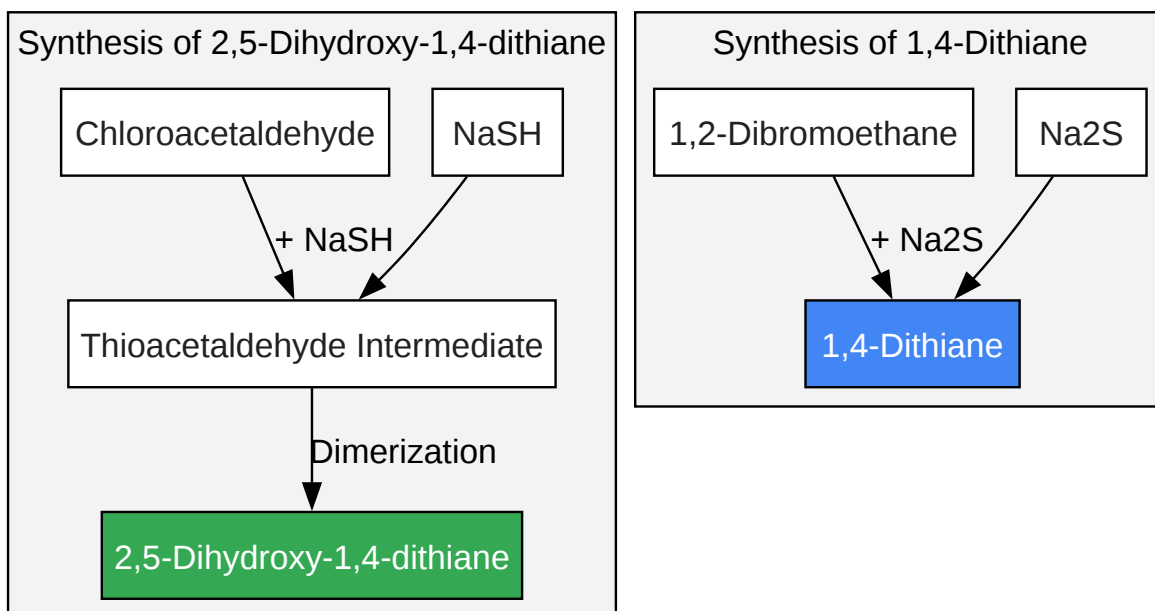 Synthesis of 2,5-Dihydroxy-1,4-dithiane
Chloroacetaldehyde
NaSH
+ NaSH
Thioacetaldehyde Intermediate
Dimerization
2,5-Dihydroxy-1,4-dithiane
Synthesis of 1,4-Dithiane
1,2-Dibromoethane
Na2S
+ Na2S
1,4-Dithiane